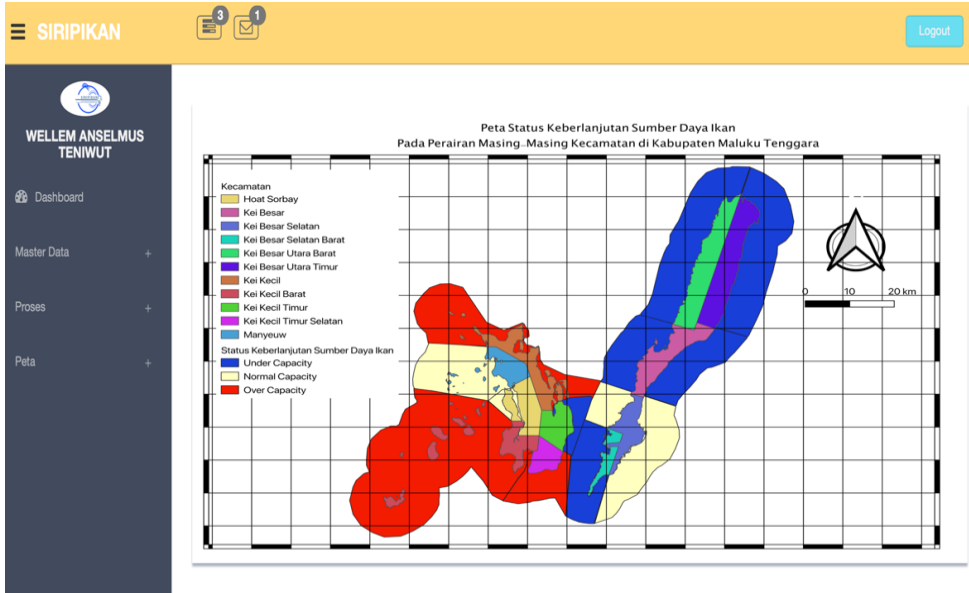 SIRIPIKAN
3
1
Logout
WELLEM ANSELMUS
TENIWUT
Dashboard
Master Data +
Proses +
Peta +
Peta Status Keberlanjutan Sumber Daya Ikan
Pada Perairan Masing-Masing Kecamatan di Kabupaten Maluku Tenggara
Kecamatan
Hoat Sorbay
Kei Besar
Kei Besar Selatan
Kei Besar Selatan Barat
Kei Besar Utara Barat
Kei Besar Utara Timur
Kei Kecil
Kei Kecil Barat
Kei Kecil Timur
Kei Kecil Timur Selatan
Manyeuw
Status Keberlanjutan Sumber Daya Ikan
Under Capacity
Normal Capacity
Over Capacity
0 10 20 km